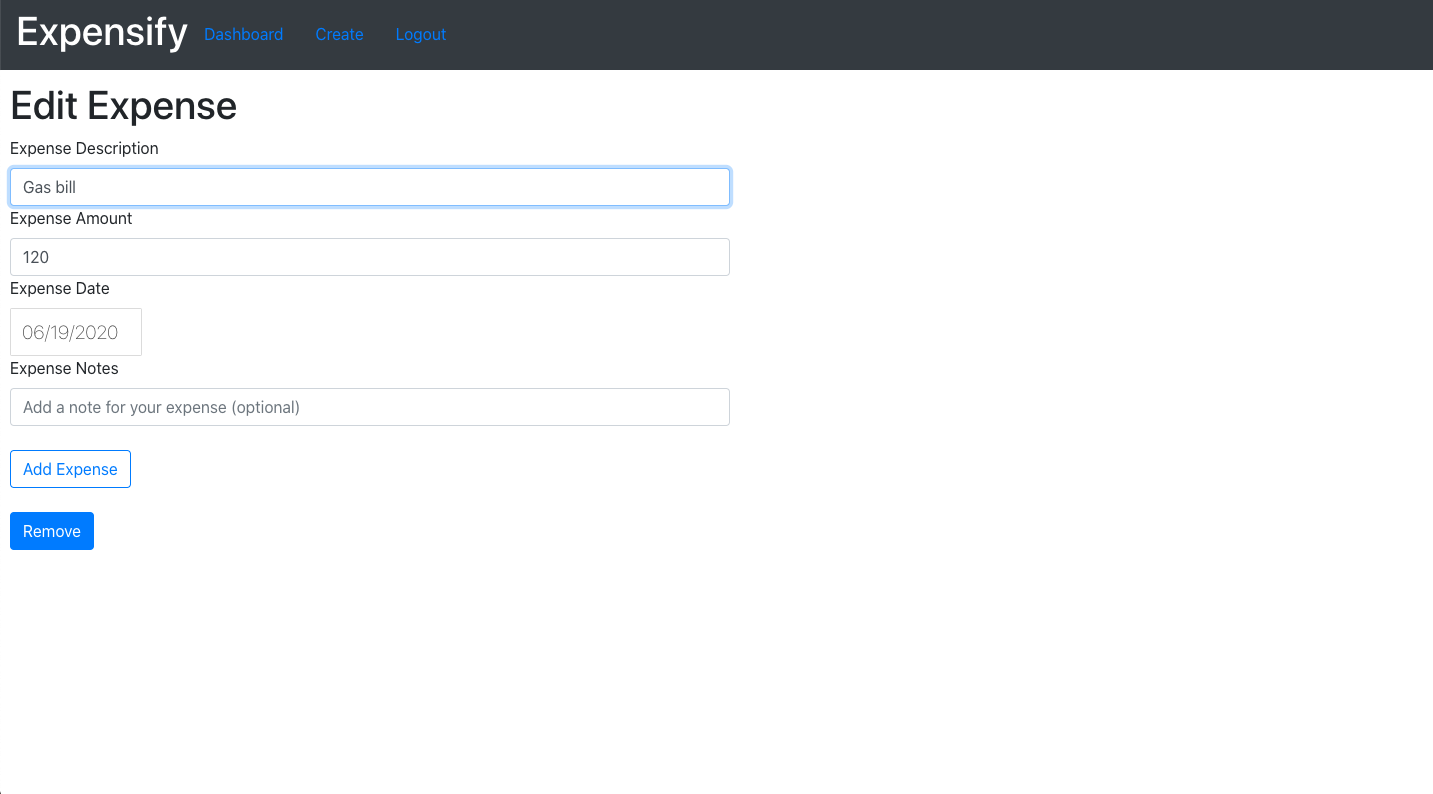 Expensify Dashboard Create Logout
Edit Expense
Expense Description
Gas bill
Expense Amount
120
Expense Date
06/19/2020
Expense Notes
Add a note for your expense (optional)
Add Expense
Remove